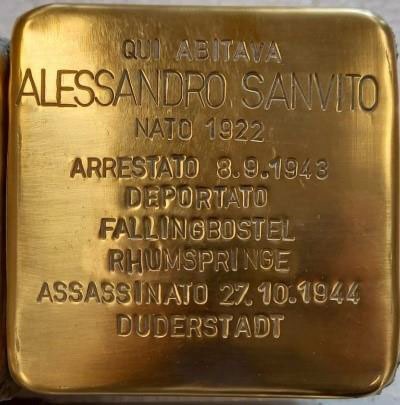 QUI ABITAVA
ALESSANDRO SANVITO
NATO 1922
ARRESTATO 8.9.1943
DEPORTATO
FALLINGBOSTEL
RHUMSPRINGE
ASSASSINATO 27.10.1944
DUDERSTADT